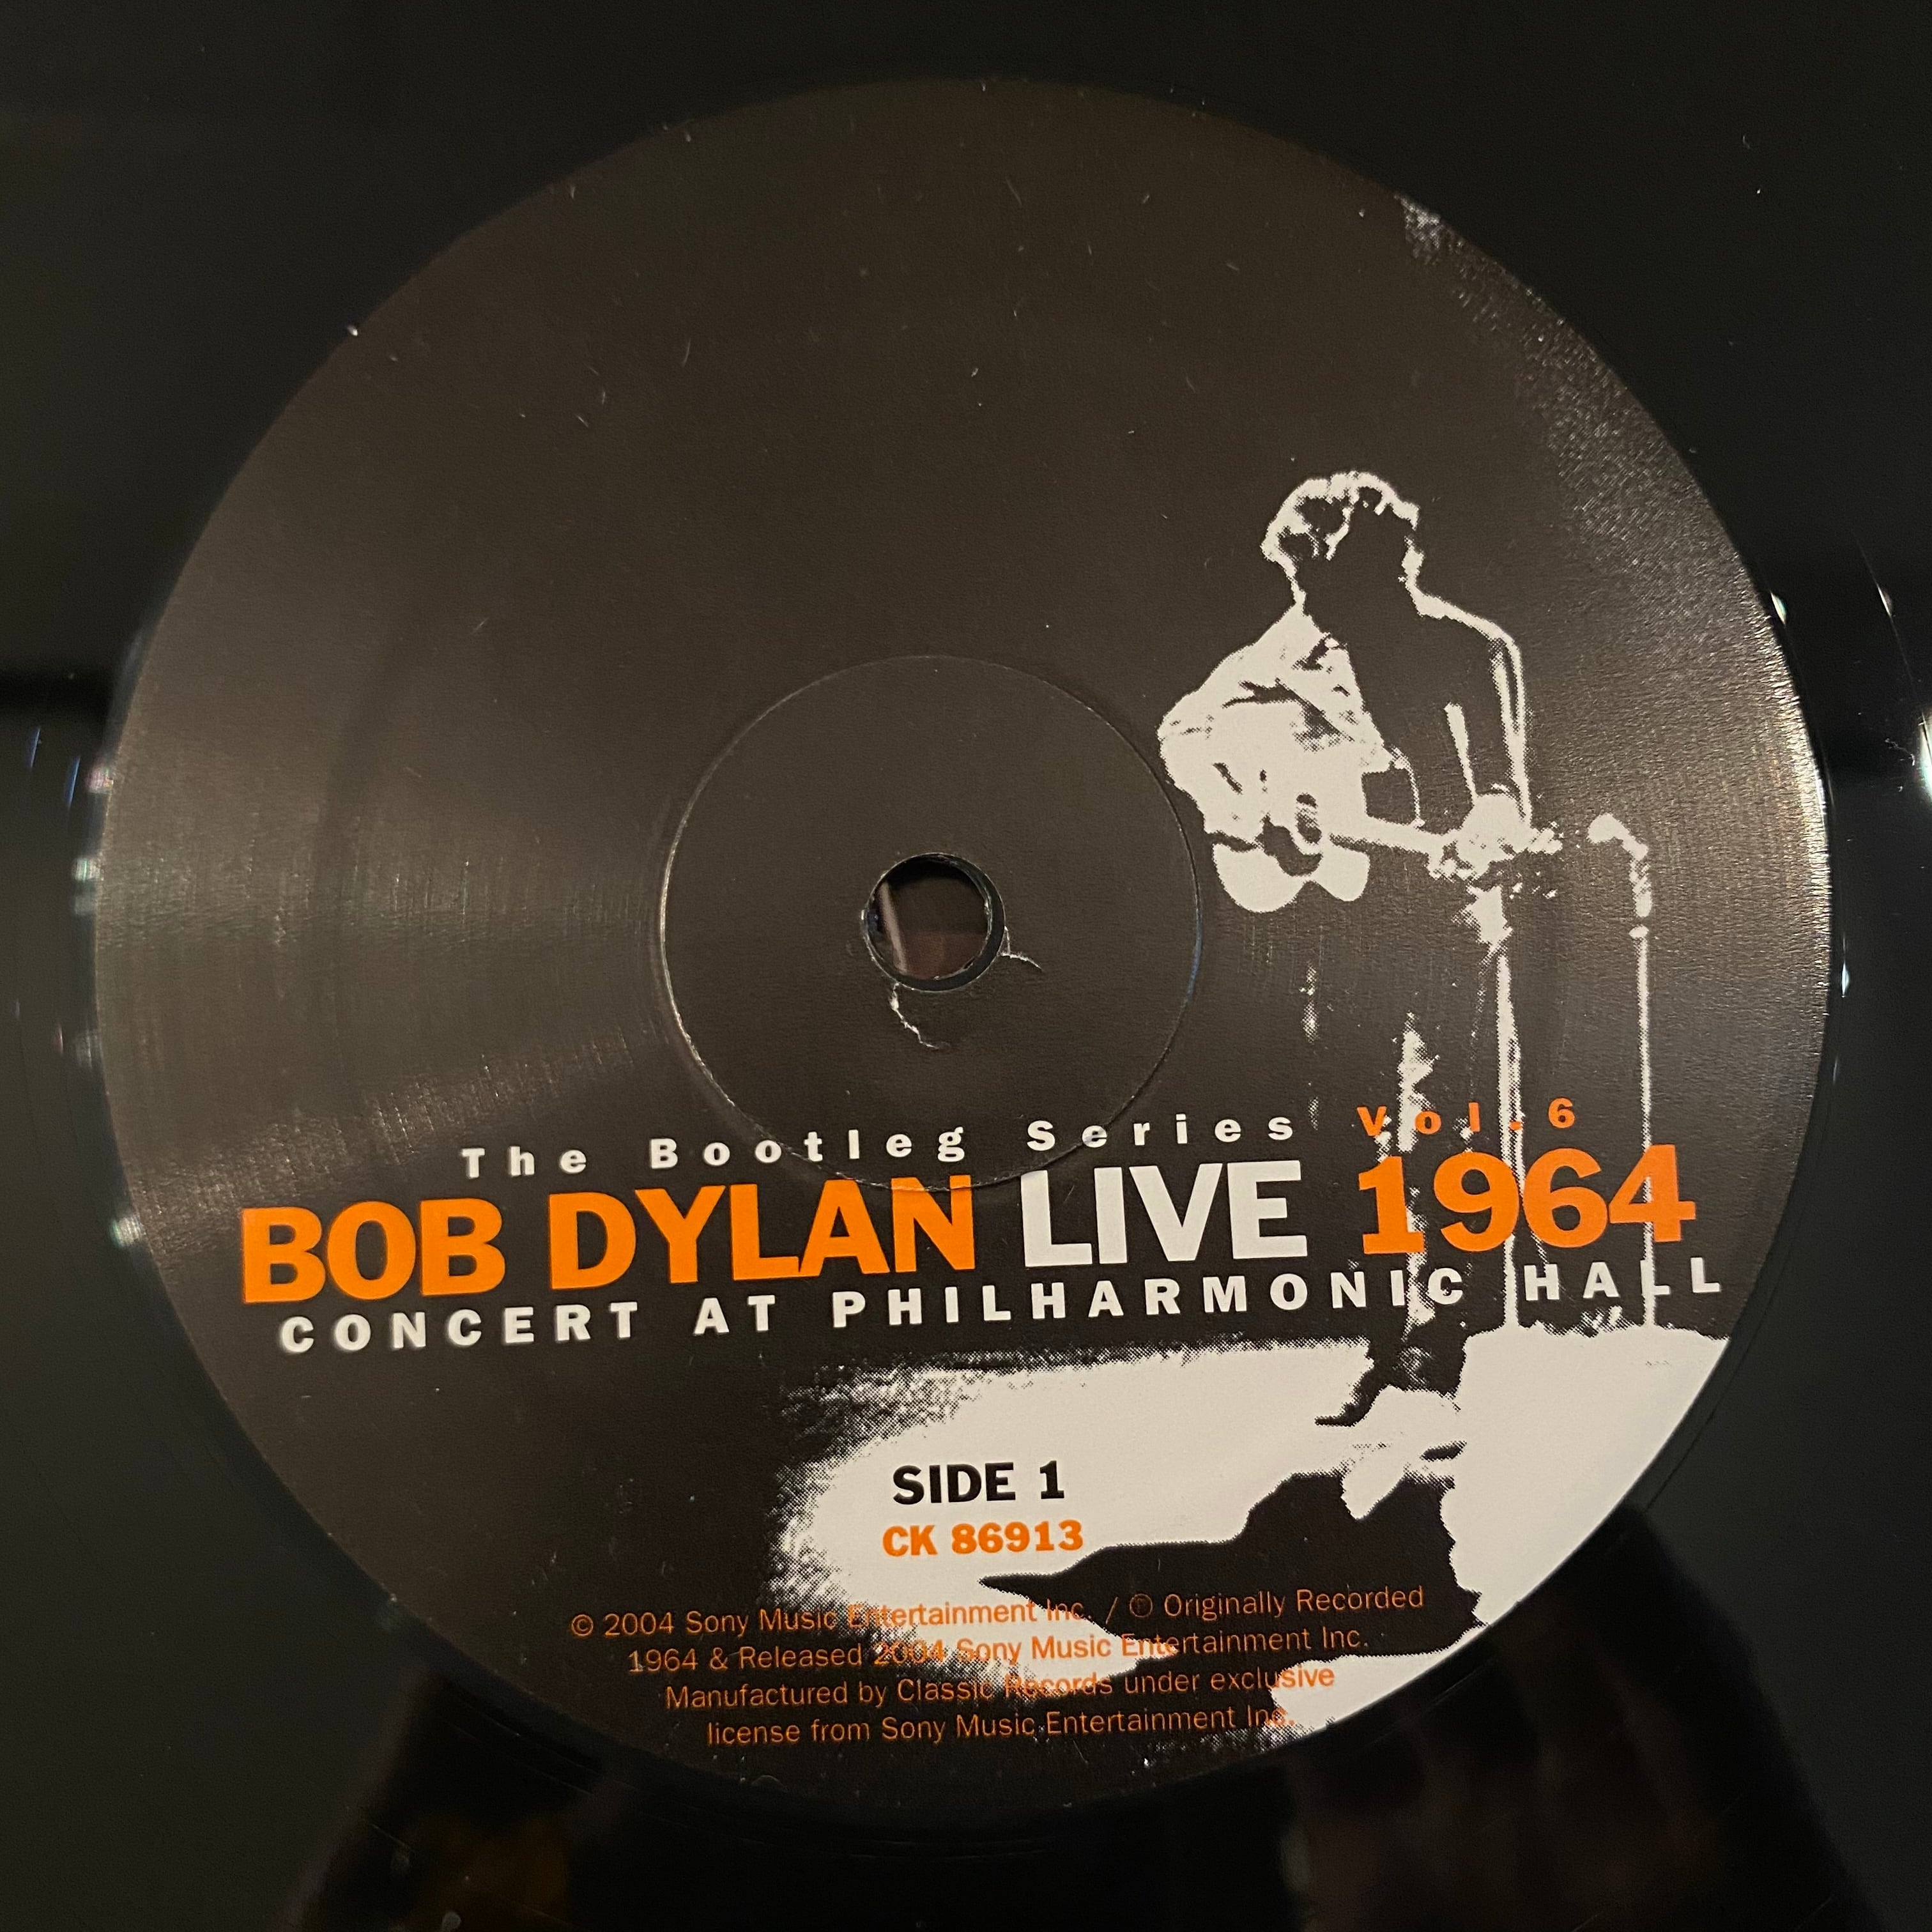 The Bootleg Series Vol.6
BOB DYLAN LIVE 1964
CONCERT AT PHILHARMONIC HALL
SIDE 1
CK 86913
© 2004 Sony Music Entertainment Inc. / ℗ Originally Recorded
1964 & Released 2004 Sony Music Entertainment Inc.
Manufactured by Classic Records under exclusive
license from Sony Music Entertainment Inc.